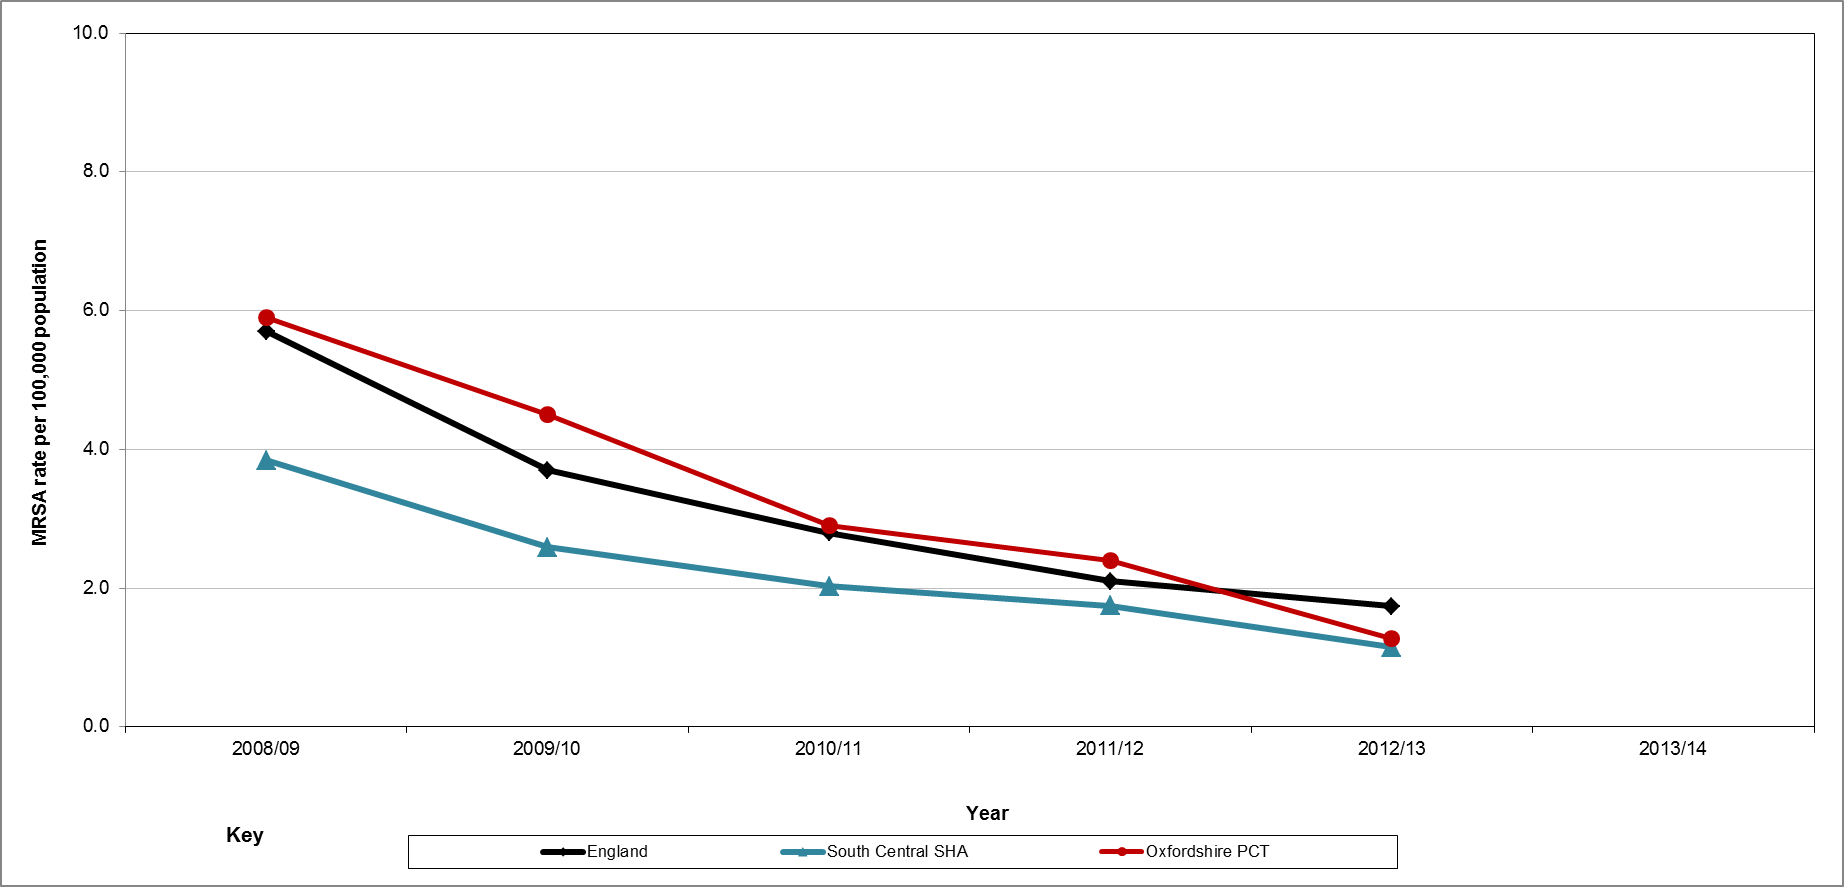 10.0
8.0
6.0
4.0
2.0
0.0
MRSA rate per 100,000 population
2008/09 2009/10 2010/11 2011/12 2012/13 2013/14
Year
Key
England South Central SHA Oxfordshire PCT